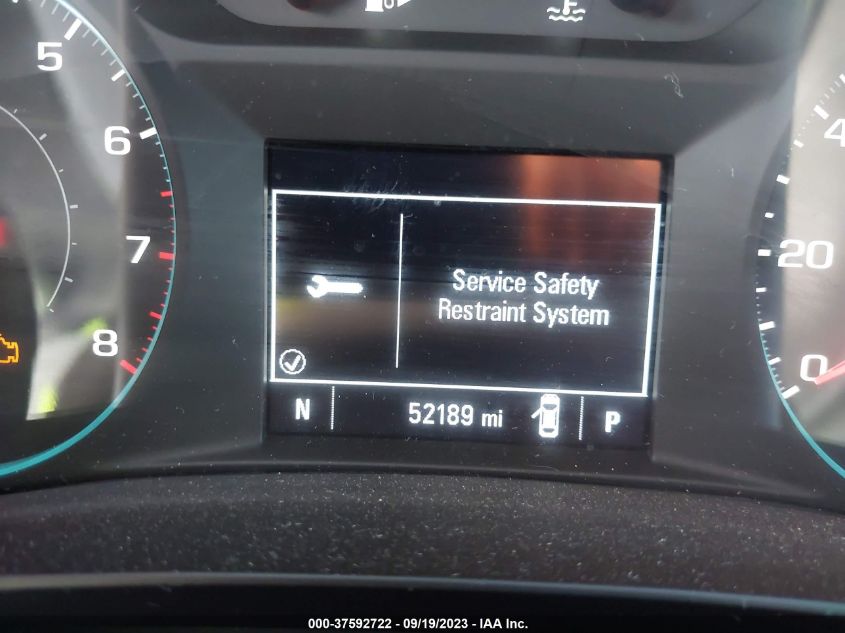 5
6
7
8
4
20
0
Service Safety
Restraint System
N 52189 mi P
000-37592722 - 09/19/2023 - IAA Inc.